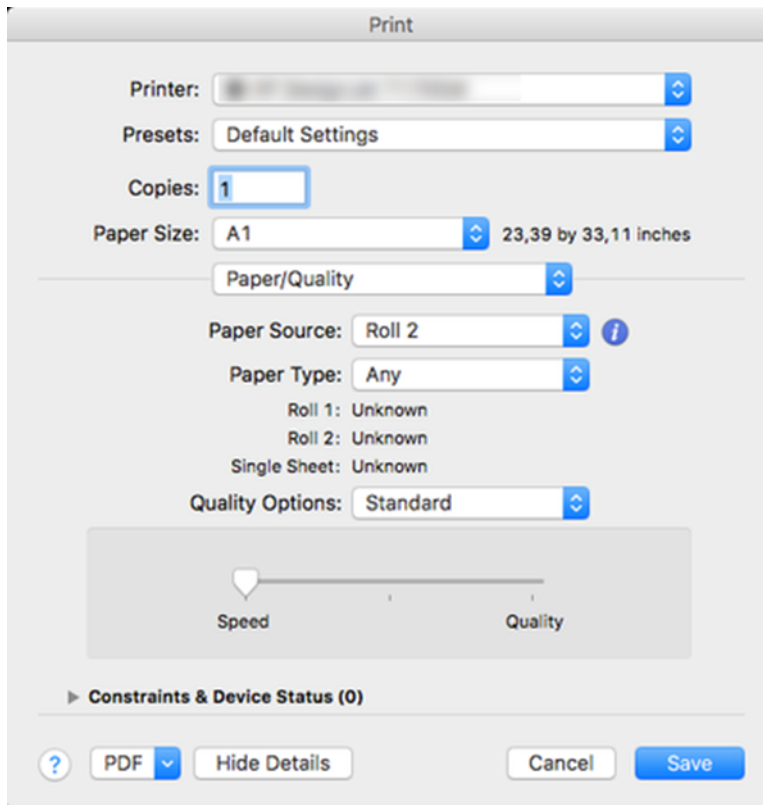 Print
Printer:
Presets: Default Settings
Copies: 1
Paper Size: A1 23,39 by 33,11 inches
Paper/Quality
Paper Source: Roll 2 i
Paper Type: Any
Roll 1: Unknown
Roll 2: Unknown
Single Sheet: Unknown
Quality Options: Standard
Speed Quality
Constraints & Device Status (0)
? PDF Hide Details Cancel Save